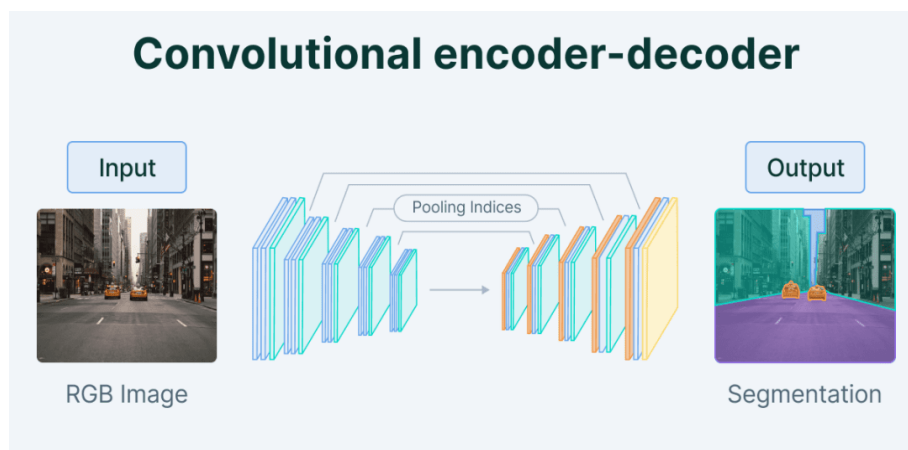 Convolutional encoder-decoder
Input
Output
Pooling Indices
RGB Image
Segmentation